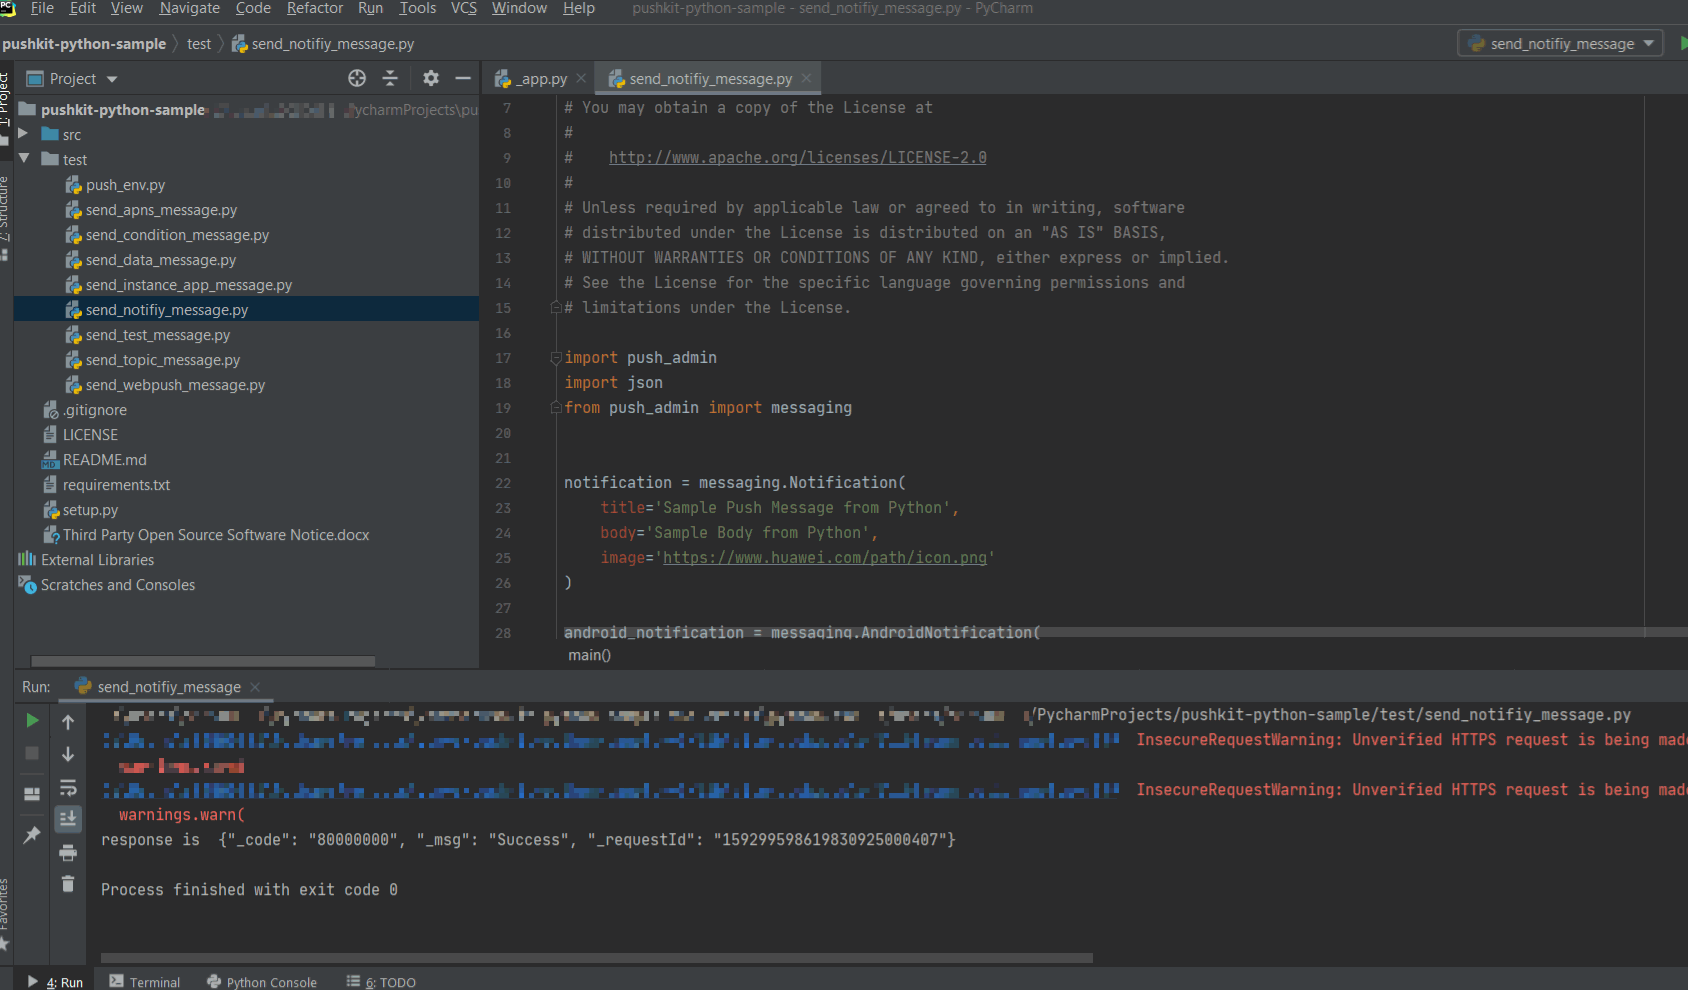 File Edit View Navigate Code Refactor Run Tools VCS Window Help pushkit-python-sample - send_notifiy_message.py - PyCharm
pushkit-python-sample test send_notifiy_message.py send_notifiy_message
Project
_app.py send_notifiy_message.py
Project
Structure
pushkit-python-sample ycharmProjects\pu
src
test
push_env.py
send_apns_message.py
send_condition_message.py
send_data_message.py
send_instance_app_message.py
send_notifiy_message.py
send_test_message.py
send_topic_message.py
send_webpush_message.py
.gitignore
LICENSE
README.md
requirements.txt
setup.py
Third Party Open Source Software Notice.docx
External Libraries
Scratches and Consoles
7 # You may obtain a copy of the License at
8 #
9 # http://www.apache.org/licenses/LICENSE-2.0
10 #
11 # Unless required by applicable law or agreed to in writing, software
12 # distributed under the License is distributed on an "AS IS" BASIS,
13 # WITHOUT WARRANTIES OR CONDITIONS OF ANY KIND, either express or implied.
14 # See the License for the specific language governing permissions and
15 # limitations under the License.
16
17 import push_admin
18 import json
19 from push_admin import messaging
20
21
22 notification = messaging.Notification(
23 title='Sample Push Message from Python',
24 body='Sample Body from Python',
25 image='https://www.huawei.com/path/icon.png'
26 )
27
28 android_notification = messaging.AndroidNotification(
main()
Run: send_notifiy_message
/PycharmProjects/pushkit-python-sample/test/send_notifiy_message.py
InsecureRequestWarning: Unverified HTTPS request is being made
InsecureRequestWarning: Unverified HTTPS request is being made
warnings.warn(
response is {"_code": "80000000", "_msg": "Success", "_requestId": "159299598619830925000407"}
Process finished with exit code 0
Favorites
4: Run Terminal Python Console 6: TODO